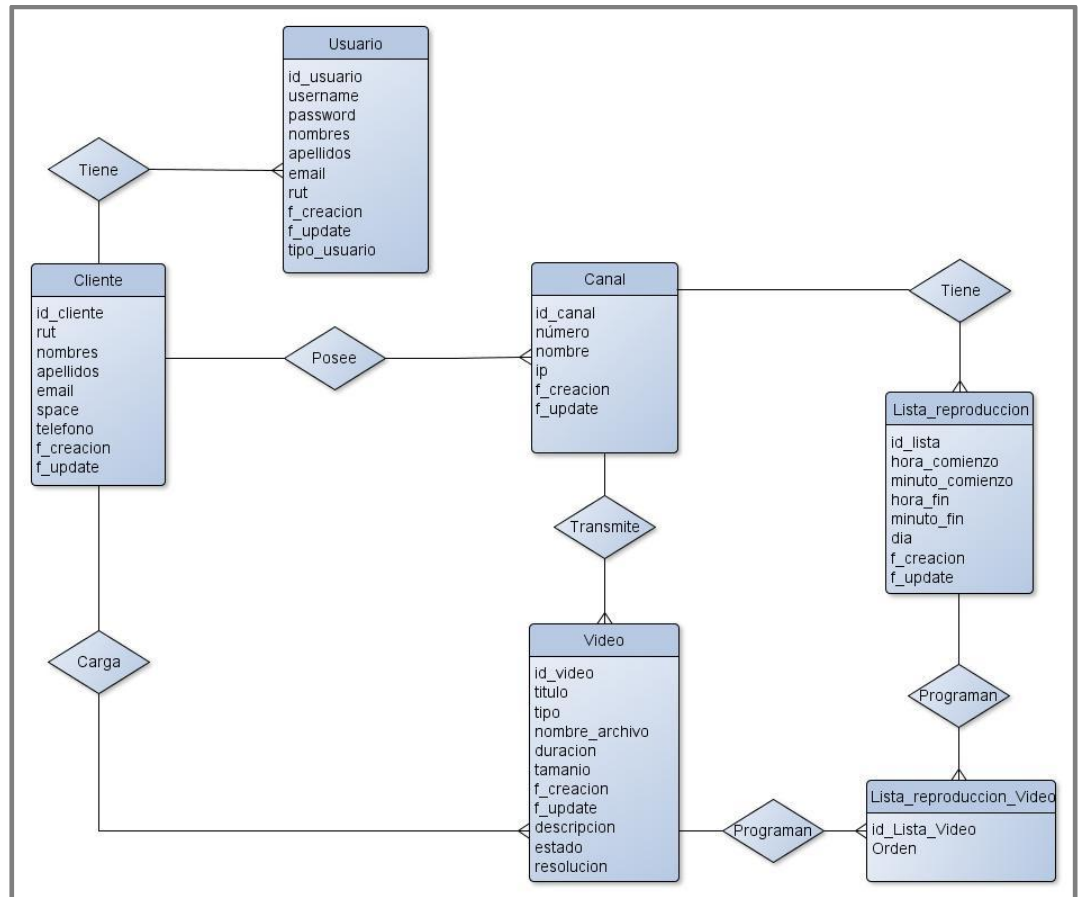 Usuario
id_usuario
username
password
nombres
apellidos
email
rut
f_creacion
f_update
tipo_usuario
Tiene
Cliente
id_cliente
rut
nombres
apellidos
email
space
telefono
f_creacion
f_update
Posee
Canal
id_canal
número
nombre
ip
f_creacion
f_update
Tiene
Lista_reproduccion
id_lista
hora_comienzo
minuto_comienzo
hora_fin
minuto_fin
dia
f_creacion
f_update
Transmite
Carga
Video
id_video
titulo
tipo
nombre_archivo
duracion
tamanio
f_creacion
f_update
descripcion
estado
resolucion
Programan
Programan
Lista_reproduccion_Video
id_Lista_Video
Orden